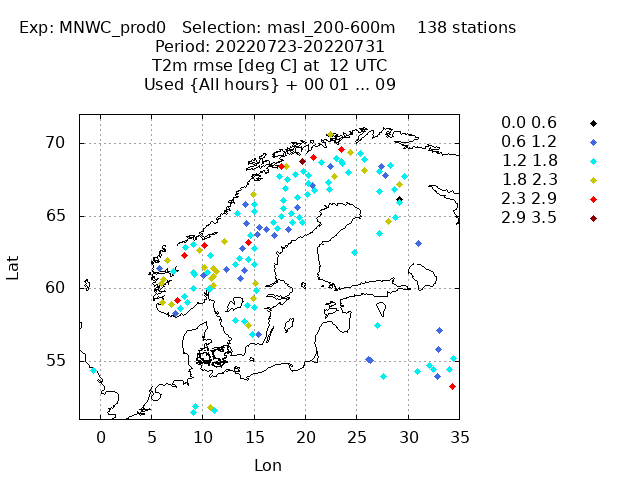 Exp: MNWC_prod0 Selection: masl_200-600m 138 stations
Period: 20220723-20220731
T2m rmse [deg C] at 12 UTC
Used {All hours} + 00 01 ... 09
0.0 0.6
0.6 1.2
1.2 1.8
1.8 2.3
2.3 2.9
2.9 3.5
70
65
60
55
Lat
0 5 10 15 20 25 30 35
Lon